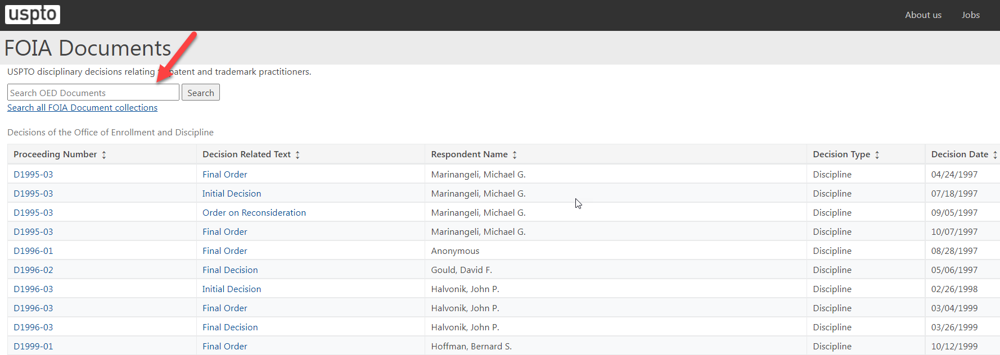 uspto About us Jobs
FOIA Documents
USPTO disciplinary decisions relating patent and trademark practitioners.
Search OED Documents Search
Search all FOIA Document collections
Decisions of the Office of Enrollment and Discipline
Proceeding Number Decision Related Text Respondent Name Decision Type Decision Date
D1995-03 Final Order Marinangeli, Michael G. Discipline 04/24/1997
D1995-03 Initial Decision Marinangeli, Michael G. Discipline 07/18/1997
D1995-03 Order on Reconsideration Marinangeli, Michael G. Discipline 09/05/1997
D1995-03 Final Order Marinangeli, Michael G. Discipline 10/07/1997
D1996-01 Final Order Anonymous Discipline 08/28/1997
D1996-02 Final Decision Gould, David F. Discipline 05/06/1997
D1996-03 Initial Decision Halvonik, John P. Discipline 02/26/1998
D1996-03 Final Order Halvonik, John P. Discipline 03/04/1999
D1996-03 Final Decision Halvonik, John P. Discipline 03/26/1999
D1999-01 Final Order Hoffman, Bernard S. Discipline 10/12/1999